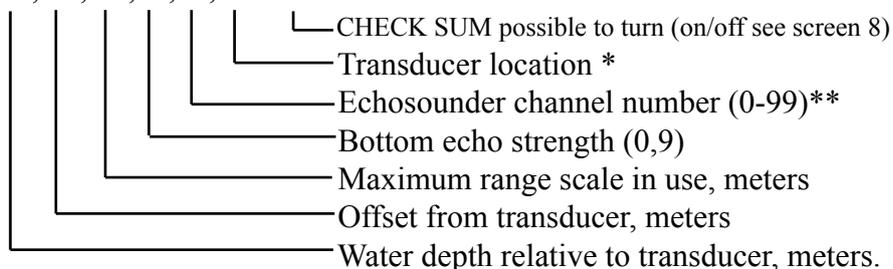 CHECK SUM possible to turn (on/off see screen 8)
Transducer location *
Echosounder channel number (0-99)**
Bottom echo strength (0,9)
Maximum range scale in use, meters
Offset from transducer, meters
Water depth relative to transducer, meters.